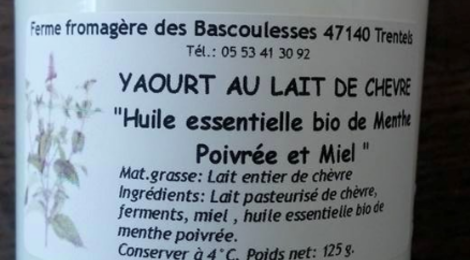 Ferme fromagère des Bascoulesses 47140 Trentels
Tél.: 05 53 41 30 92
YAOURT AU LAIT DE CHEVRE
"Huile essentielle bio de Menthe
Poivrée et Miel "
Mat.grasse: Lait entier de chèvre
Ingrédients: Lait pasteurisé de chèvre,
ferments, miel , huile essentielle bio de
menthe poivrée.
Conserver à 4°C. Poids net: 125 g.